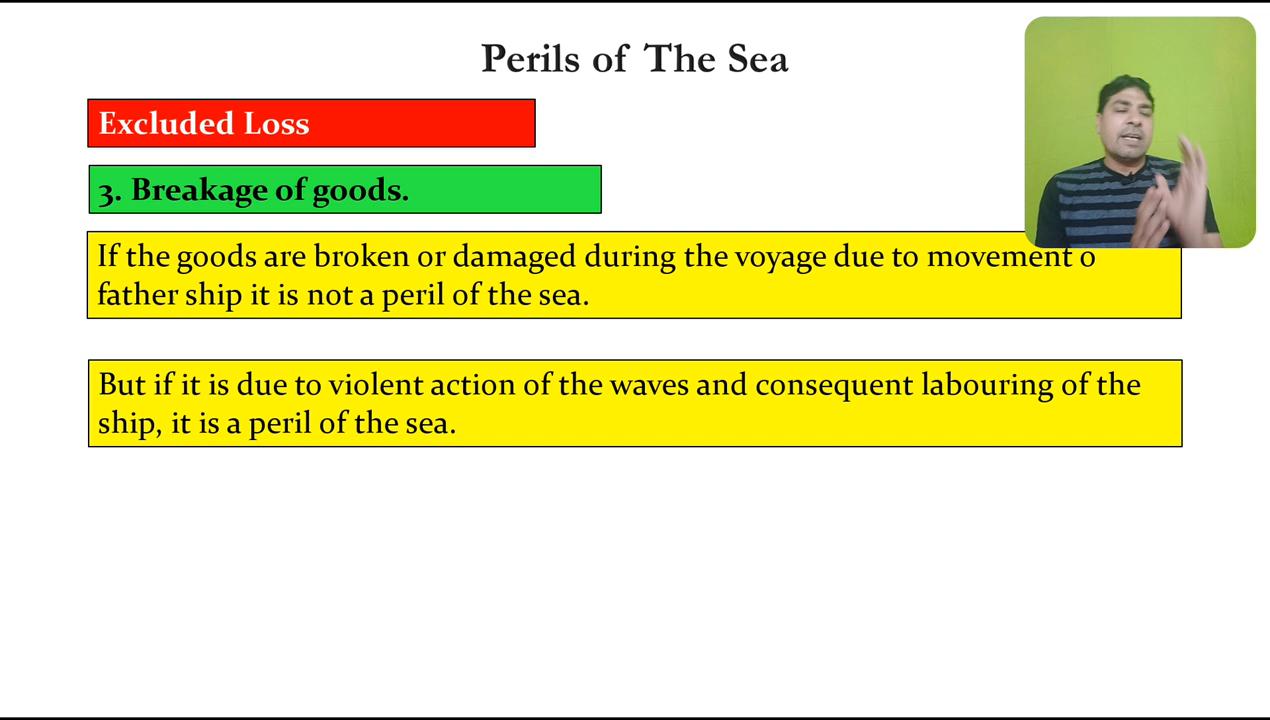 Perils of The Sea
Excluded Loss
3. Breakage of goods.
If the goods are broken or damaged during the voyage due to movement o
father ship it is not a peril of the sea.
But if it is due to violent action of the waves and consequent labouring of the
ship, it is a peril of the sea.